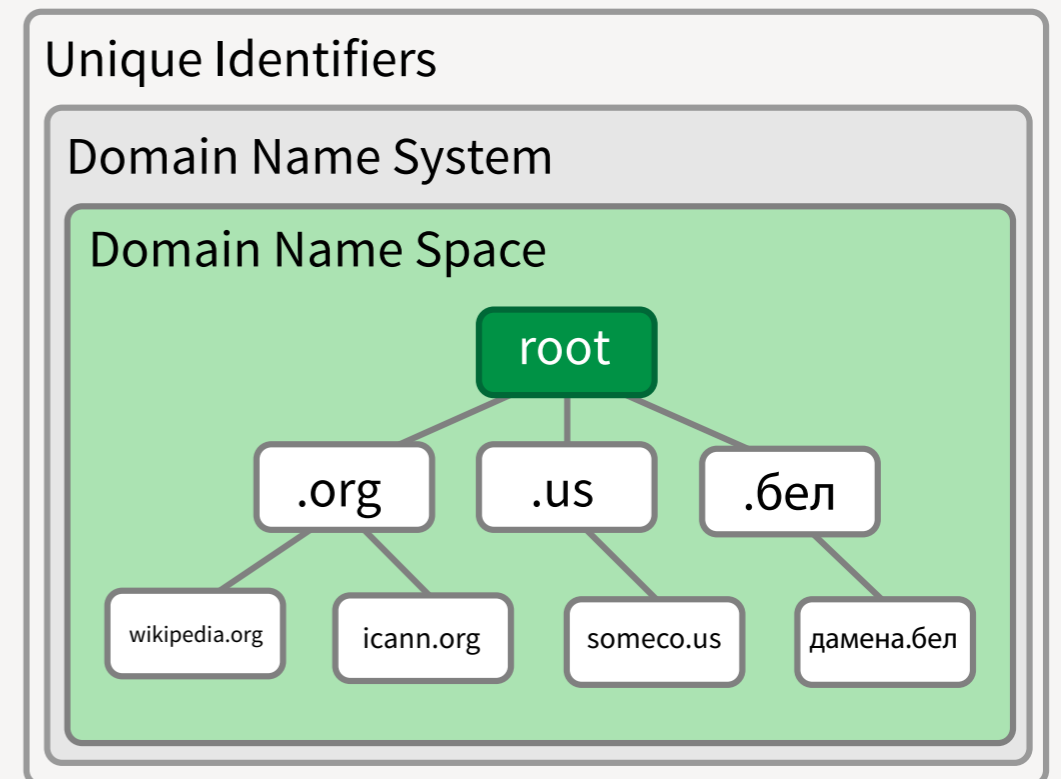 Unique Identifiers
Domain Name System
Domain Name Space
root
.org
.us
.бел
wikipedia.org
icann.org
someco.us
дамена.бел